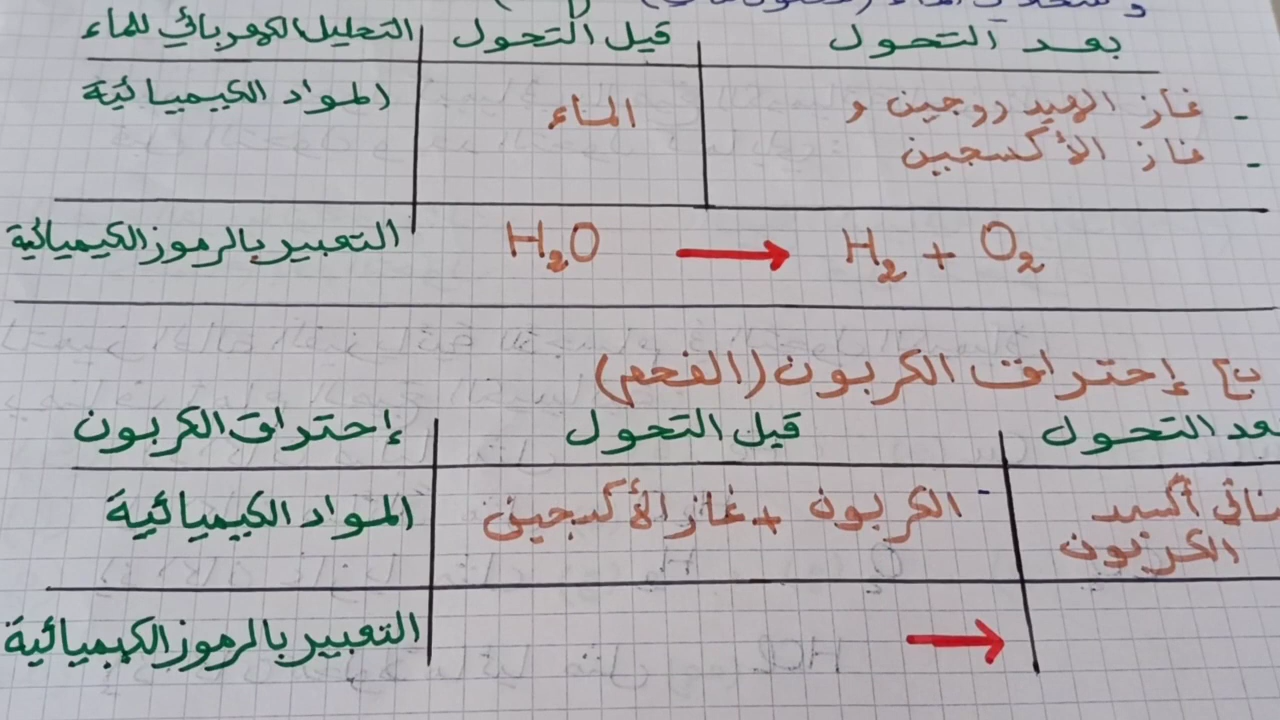 التحليل الكهربائي للماء قبل التحول بعد التحول
المواد الكيميائية الماء - غاز الهيدروجين و
- غاز الأكسجين
التعبير بالرموز الكيميائية H₂O → H₂ + O₂
ب] إحتراق الكربون (الفحم)
إحتراق الكربون قبل التحول عد التحول
المواد الكيميائية الكربون + غاز الأكسجين ثاني أكسيد
الكربون
التعبير بالرموز الكيميائية →